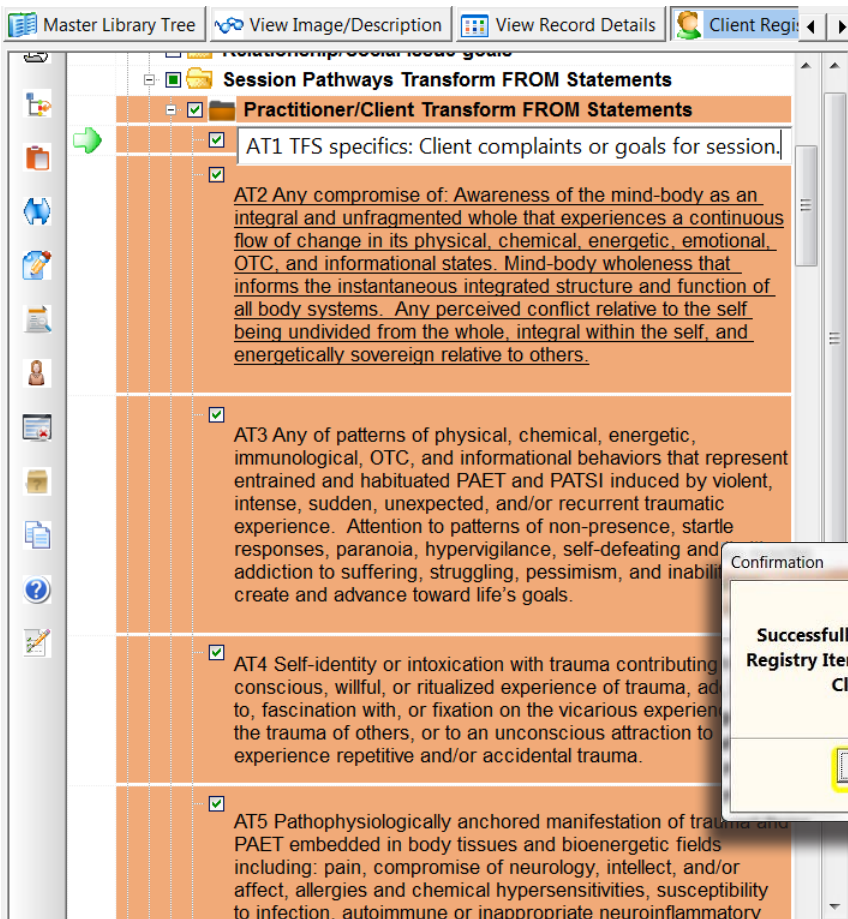 Master Library Tree View Image/Description View Record Details Client Regis
Relationship/Social issue goals
Session Pathways Transform FROM Statements
Practitioner/Client Transform FROM Statements
AT1 TFS specifics: Client complaints or goals for session.
AT2 Any compromise of: Awareness of the mind-body as an
integral and unfragmented whole that experiences a continuous
flow of change in its physical, chemical, energetic, emotional,
OTC, and informational states. Mind-body wholeness that
informs the instantaneous integrated structure and function of
all body systems.  Any perceived conflict relative to the self
being undivided from the whole, integral within the self, and
energetically sovereign relative to others.
AT3 Any of patterns of physical, chemical, energetic,
immunological, OTC, and informational behaviors that represent
entrained and habituated PAET and PATSI induced by violent,
intense, sudden, unexpected, and/or recurrent traumatic
experience.  Attention to patterns of non-presence, startle
responses, paranoia, hypervigilance, self-defeating and
addiction to suffering, struggling, pessimism, and inabili
create and advance toward life's goals.
Confirmation
Successfull
Registry Iter
Cl
AT4 Self-identity or intoxication with trauma contributing
conscious, willful, or ritualized experience of trauma, ad
to, fascination with, or fixation on the vicarious experien
the trauma of others, or to an unconscious attraction to
experience repetitive and/or accidental trauma.
AT5 Pathophysiologically anchored manifestation of trauma and
PAET embedded in body tissues and bioenergetic fields
including: pain, compromise of neurology, intellect, and/or
affect, allergies and chemical hypersensitivities, susceptibility
to infection, autoimmune or inappropriate neuroinflammatory